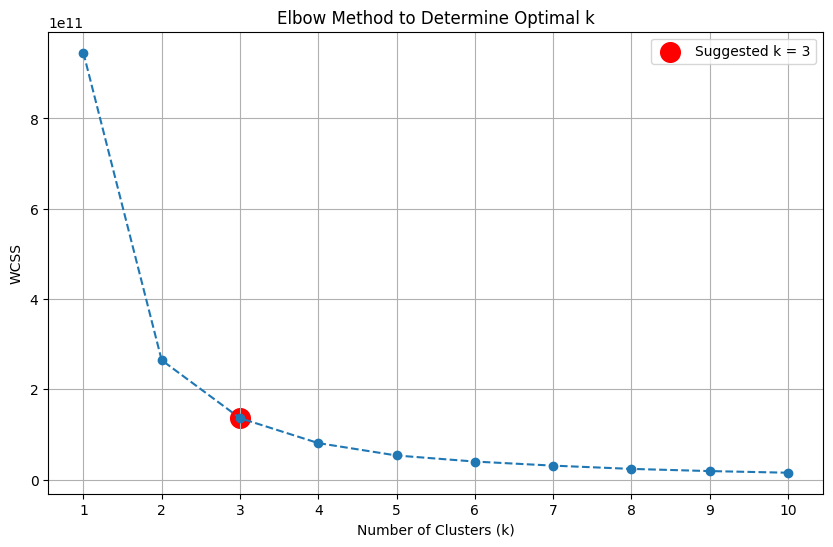 Elbow Method to Determine Optimal k
1e11
Suggested k = 3
8
6
4
2
0
WCSS
1 2 3 4 5 6 7 8 9 10
Number of Clusters (k)